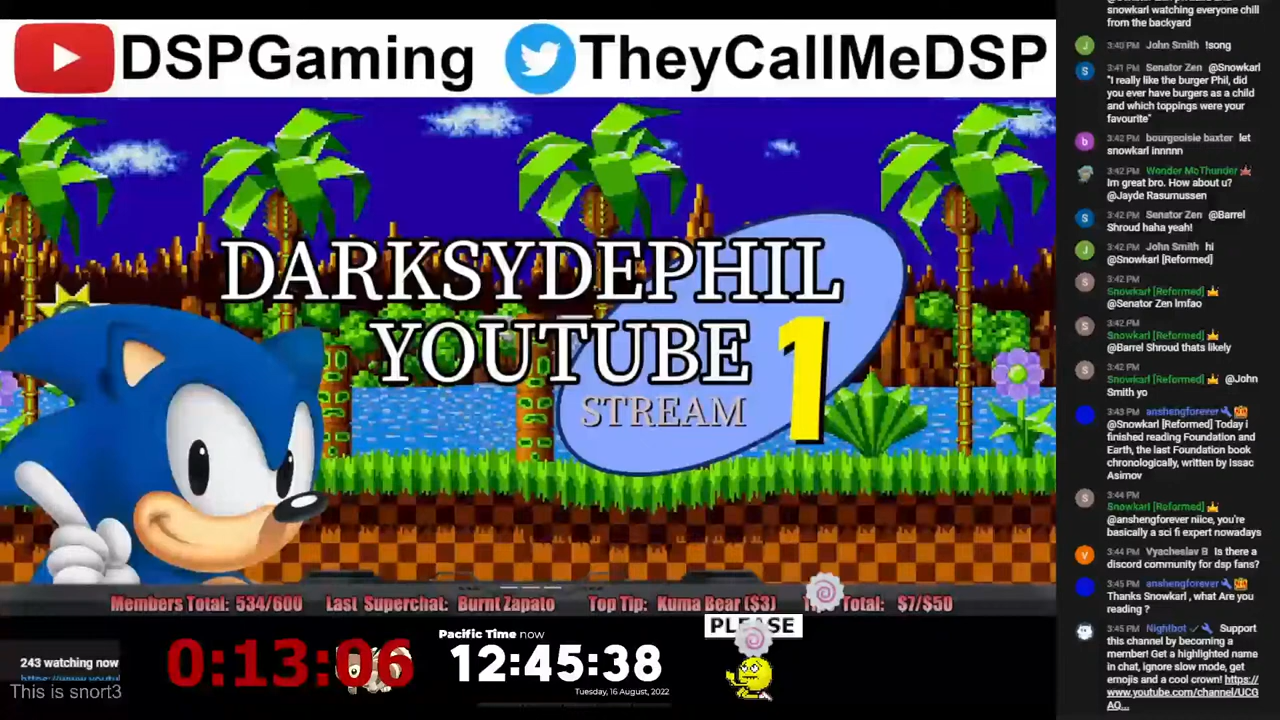 DSPGaming
TheyCallMeDSP
DARKSYDEPHIL
YOUTUBE 1
STREAM
Members Total: 534/600
Last Superchat: Burnt Zapato
Top Tip: Kuma Bear ($3)
Total: $7/$50
243 watching now
This is snort3
0:13:06
Pacific Time now
12:45:38
Tuesday, 16 August, 2022
PLEASE
snowkarl watching everyone chill
from the backyard
3:40 PM John Smith !song
3:41 PM Senator Zen @Snowkarl
"I really like the burger Phil, did
you ever have burgers as a child
and which toppings were your
favourite"
3:42 PM bourgeoisie baxter let
snowkarl innnnn
3:42 PM Wonder MoThunder
Im great bro. How about u?
@Jayde Rasumussen
3:42 PM Senator Zen @Barrel
Shroud haha yeah!
3:42 PM John Smith hi
@Snowkarl [Reformed]
3:42 PM
Snowkarl [Reformed]
@Senator Zen lmfao
3:42 PM
Snowkarl [Reformed]
@Barrel Shroud thats likely
3:42 PM
Snowkarl [Reformed] @John
Smith yo
3:43 PM anshengforever
@Snowkarl [Reformed] Today i
finished reading Foundation and
Earth, the last Foundation book
chronologically, written by Issac
Asimov
3:44 PM
Snowkarl [Reformed]
@anshengforever niice, you're
basically a sci fi expert nowadays
3:44 PM Vyacheslav B Is there a
discord community for dsp fans?
3:45 PM anshengforever
Thanks Snowkarl , what Are you
reading ?
3:45 PM Nightbot Support
this channel by becoming a
member! Get a highlighted name
in chat, ignore slow mode, get
emojis and a cool crown! https://
www.youtube.com/channel/UCG
AO...